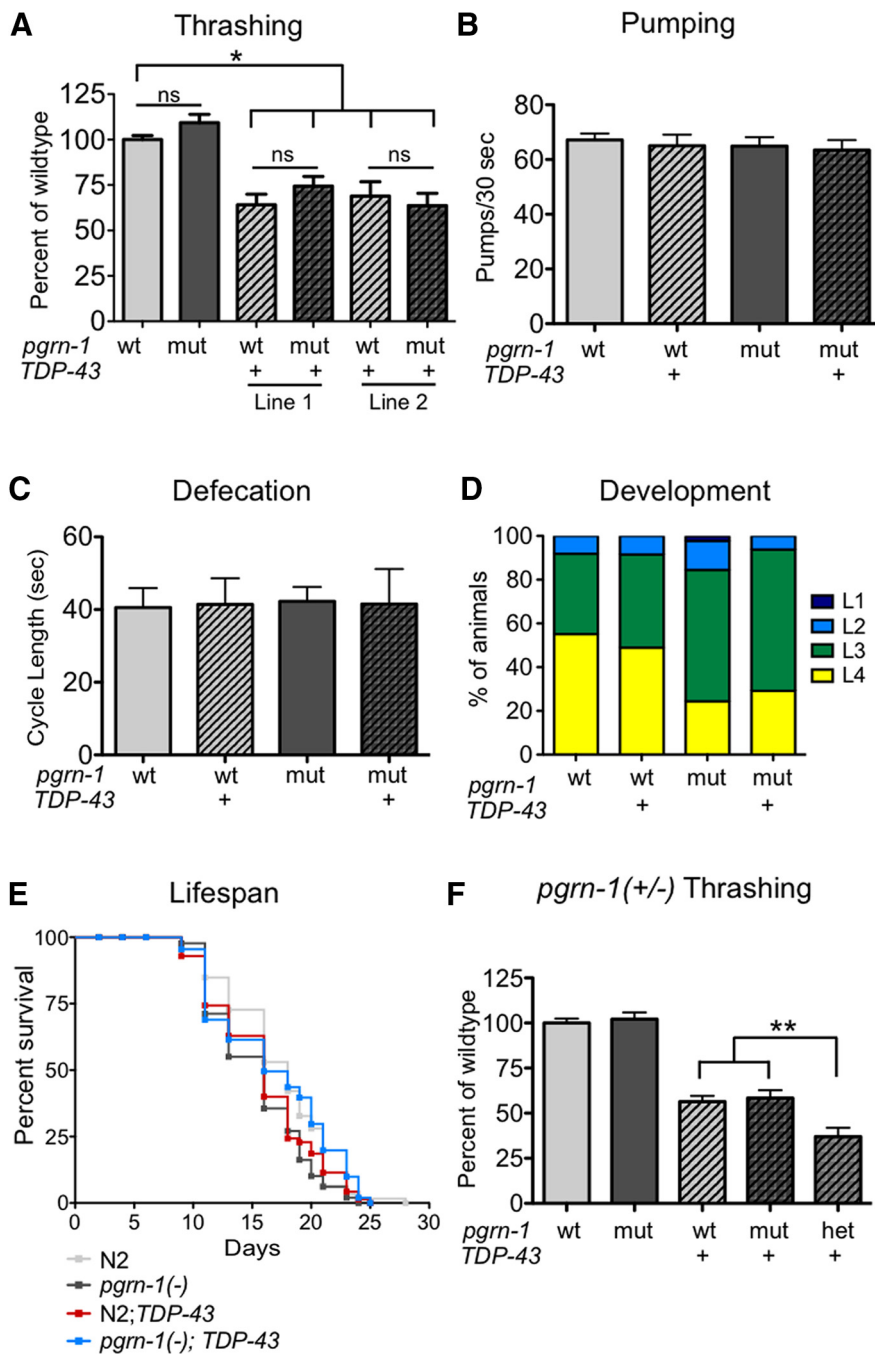 A
Thrashing
*
ns
ns
ns
Percent of wildtype
125
100
75
50
25
0
pgrn-1 wt mut wt mut wt mut
TDP-43 + + + +
Line 1 Line 2
B
Pumping
Pumps/30 sec
80
60
40
20
0
pgrn-1 wt wt mut mut
TDP-43 + +
C
Defecation
Cycle Length (sec)
60
40
20
0
pgrn-1 wt wt mut mut
TDP-43 + +
D
Development
% of animals
100
80
60
40
20
0
L1
L2
L3
L4
pgrn-1 wt wt mut mut
TDP-43 + +
E
Lifespan
Percent survival
100
75
50
25
0
0 5 10 15 20 25 30
Days
N2
pgrn-1(-)
N2;TDP-43
pgrn-1(-); TDP-43
F
pgrn-1(+/-) Thrashing
**
Percent of wildtype
125
100
75
50
25
0
pgrn-1 wt mut wt mut het
TDP-43 + + +